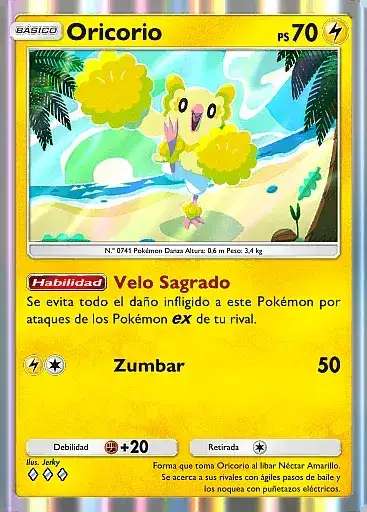 BÁSICO Oricorio PS 70
N.º 0741 Pokémon Danza Altura: 0,6 m Peso: 3,4 kg
Habilidad Velo Sagrado
Se evita todo el daño infligido a este Pokémon por
ataques de los Pokémon ex de tu rival.
Zumbar 50
Debilidad +20 Retirada
Ilus. Jerky
Forma que toma Oricorio al libar Néctar Amarillo.
Se acerca a sus rivales con ágiles pasos de baile y
los noquea con puñetazos eléctricos.